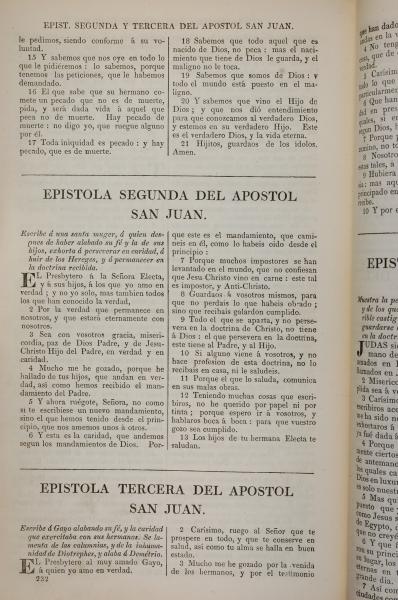 EPIST. SEGUNDA Y TERCERA DEL APOSTOL SAN JUAN.
le pedimos, siendo conforme á su vo-
luntad.
15 Y sabemos que nos oye en todo lo
que le pidiéremos: lo sabemos, porque
tenemos las peticiones, que le habemos
demandado.
16 El que sabe que su hermano co-
mete un pecado que no es de muerte,
pida, y será dada vida á aquel que
peca no de muerte. Hay pecado de
muerte: no digo yo, que ruegue alguno
por él.
17 Toda iniquidad es pecado: y hay
pecado, que es de muerte.
18 Sabemos que todo aquel que es
nacido de Dios, no peca: mas el naci-
miento que tiene de Dios le guarda, y el
maligno no le toca.
19 Sabemos que somos de Dios: y
todo el mundo está puesto en el ma-
ligno.
20 Y sabemos que vino el Hijo de
Dios; y que nos dió entendimiento
para que conozcamos al verdadero Dios,
y estemos en su verdadero Hijo. Este
es el verdadero Dios, y la vida eterna.
21 Hijitos, guardaos de los ídolos.
Amen.
EPISTOLA SEGUNDA DEL APOSTOL
SAN JUAN.
Escribe á una santa muger, á quien des-
pues de haber alabado su fé y la de sus
hijos, exhorta á perseverar en caridad, á
huir de los Hereges, y á permanecer en
la doctrina recibida.
EL Presbytero á la Señora Electa,
y á sus hijos, á los que yo amo en
verdad; y no yo solo, mas tambien todos
los que han conocido la verdad,
2 Por la verdad que permanece en
nosotros, y que estará eternamente con
nosotros.
3 Sea con vosotros gracia, miseri-
cordia, paz de Dios Padre, y de Jesu-
Christo Hijo del Padre, en verdad y en
caridad.
4 Mucho me he gozado, porque he
hallado de tus hijos, que andan en ver-
dad, así como hemos recibido el man-
damiento del Padre.
5 Y ahora ruégote, Señora, no como
si te escribiese un nuevo mandamiento,
sino el que hemos tenido desde el prin-
cipio, que nos amemos unos á otros.
6 Y esta es la caridad, que andemos
segun los mandamientos de Dios. Por-
que este es el mandamiento, que cami-
neis en él, como lo habeis oido desde el
principio:
7 Porque muchos impostores se han
levantado en el mundo, que no confiesan
que Jesu-Christo vino en carne: este tal
es impostor, y Anti-Christo.
8 Guardaos á vosotros mismos, para
que no perdais lo que habeis obrado;
sino que recibais galardon cumplido.
9 Todo el que se aparta, y no perse-
vera en la doctrina de Christo, no tiene
á Dios: el que persevera en la doctrina,
este tiene al Padre, y al Hijo.
10 Si alguno viene á vosotros, y no
hace profesion de esta doctrina, no lo
recibais en casa, ni le saludeis.
11 Porque el que lo saluda, comunica
en sus malas obras.
12 Teniendo muchas cosas que escri-
biros, no he querido por papel ni por
tinta; porque espero ir á vosotros, y
hablaros boca á boca: para que vuestro
gozo sea cumplido.
13 Los hijos de tu hermana Electa te
saludan.
EPISTOLA TERCERA DEL APOSTOL
SAN JUAN.
Escribe á Gayo alabando su fé, y la caridad
que exercitaba con sus hermanos. Se la-
menta de las calumnias, y de la inhuma-
nidad de Diotrephes, y alaba á Demétrio.
EL Presbytero al muy amado Gayo,
á quien yo amo en verdad.
232
2 Carísimo, ruego al Señor que te
prospere en todo, y que te conserve en
salud, así como tu alma se halla en buen
estado.
3 Mucho me he gozado por la venida
de los hermanos, y por el testimonio